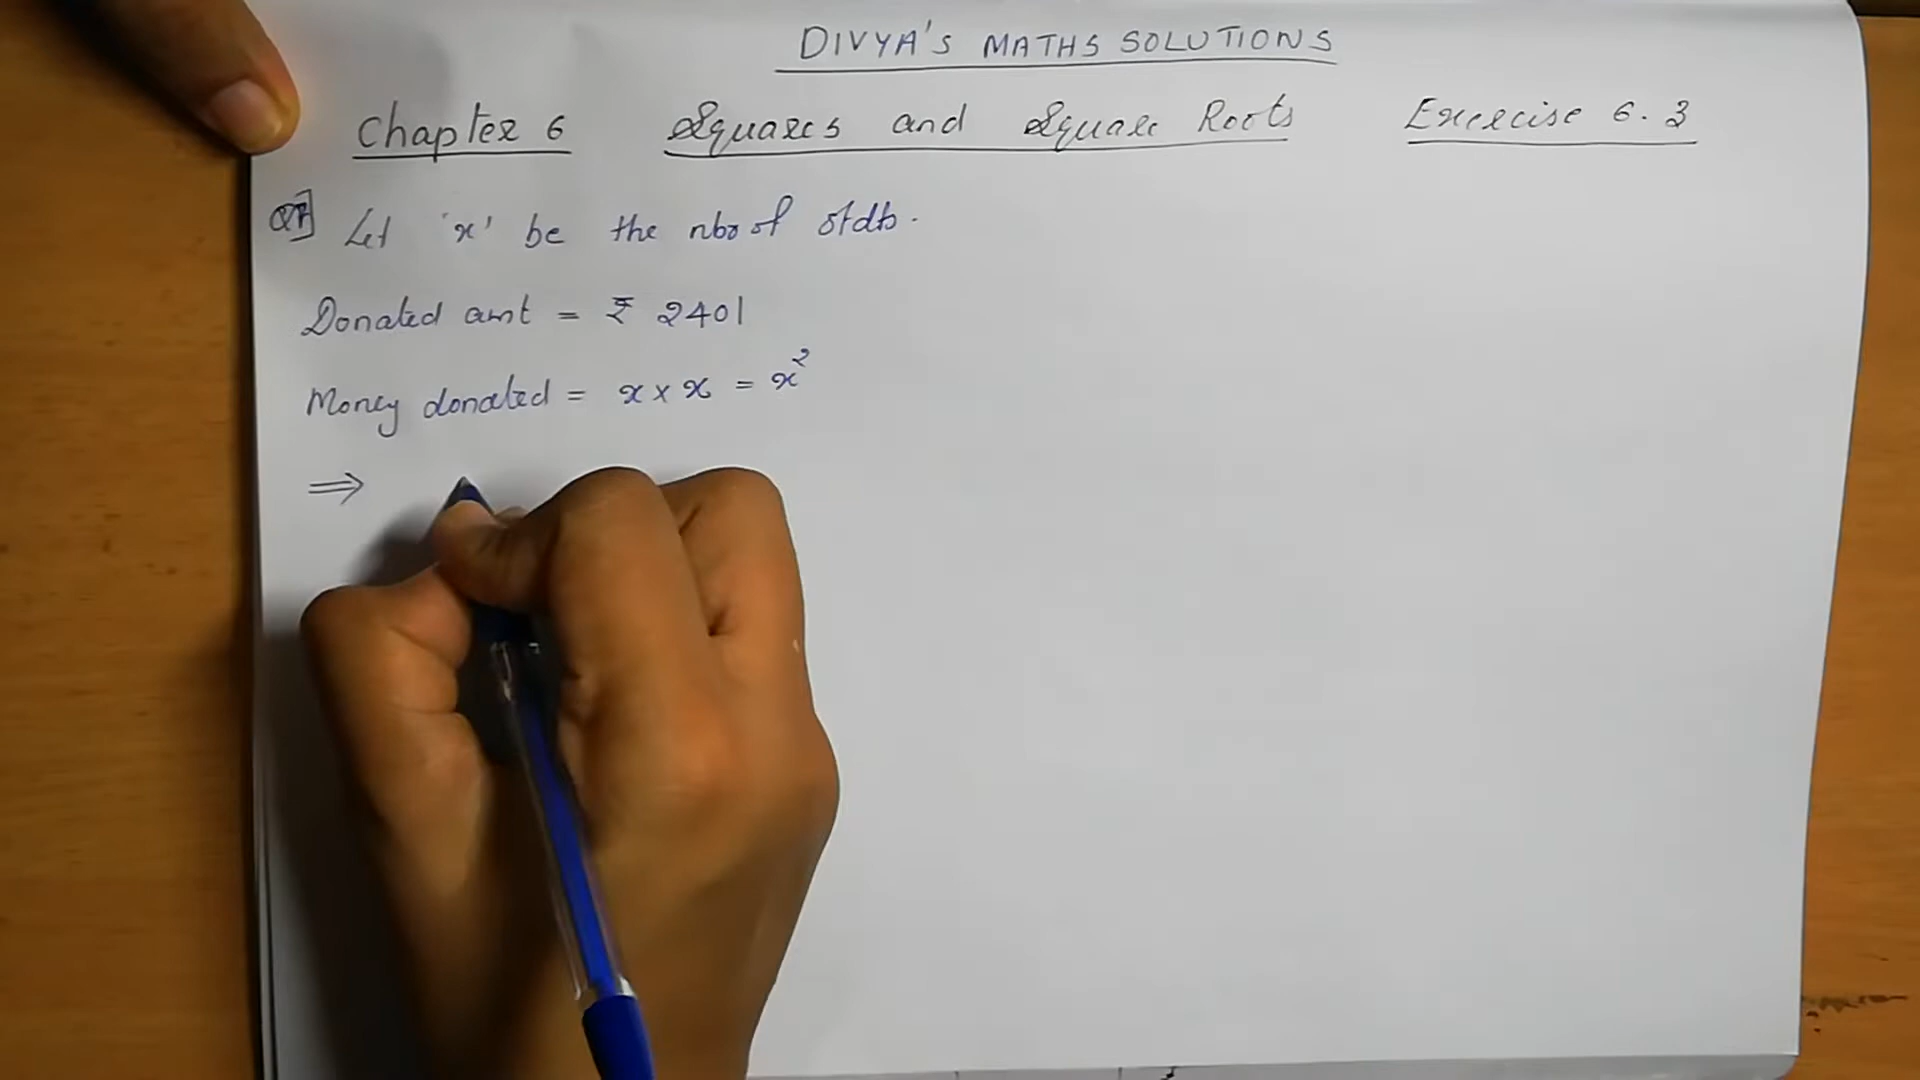 DIVYA'S MATHS SOLUTIONS
Chapter 6 Squares and Square Roots Exercise 6.3
Q7] Let 'x' be the nbr of stdts.
Donated amt = ₹ 2401
Money donated = x × x = x²
⇒